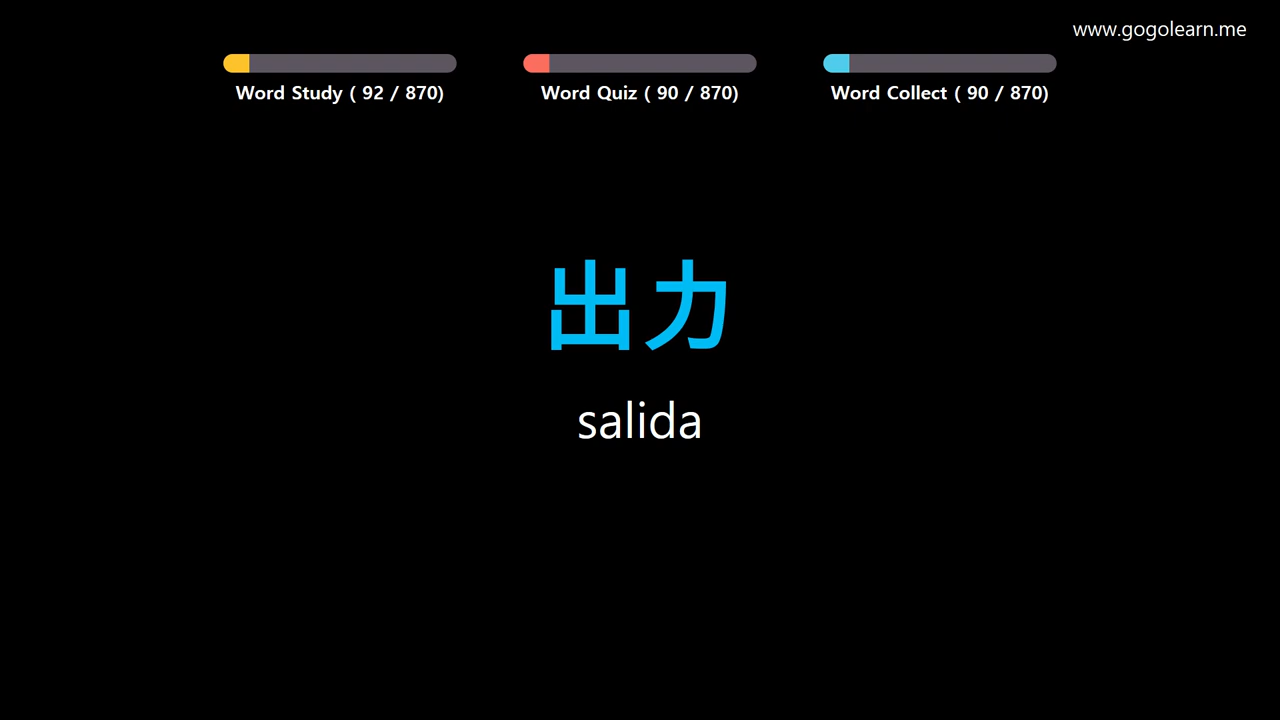 www.gogolearn.me
Word Study ( 92 / 870)
Word Quiz ( 90 / 870)
Word Collect ( 90 / 870)
出力
salida